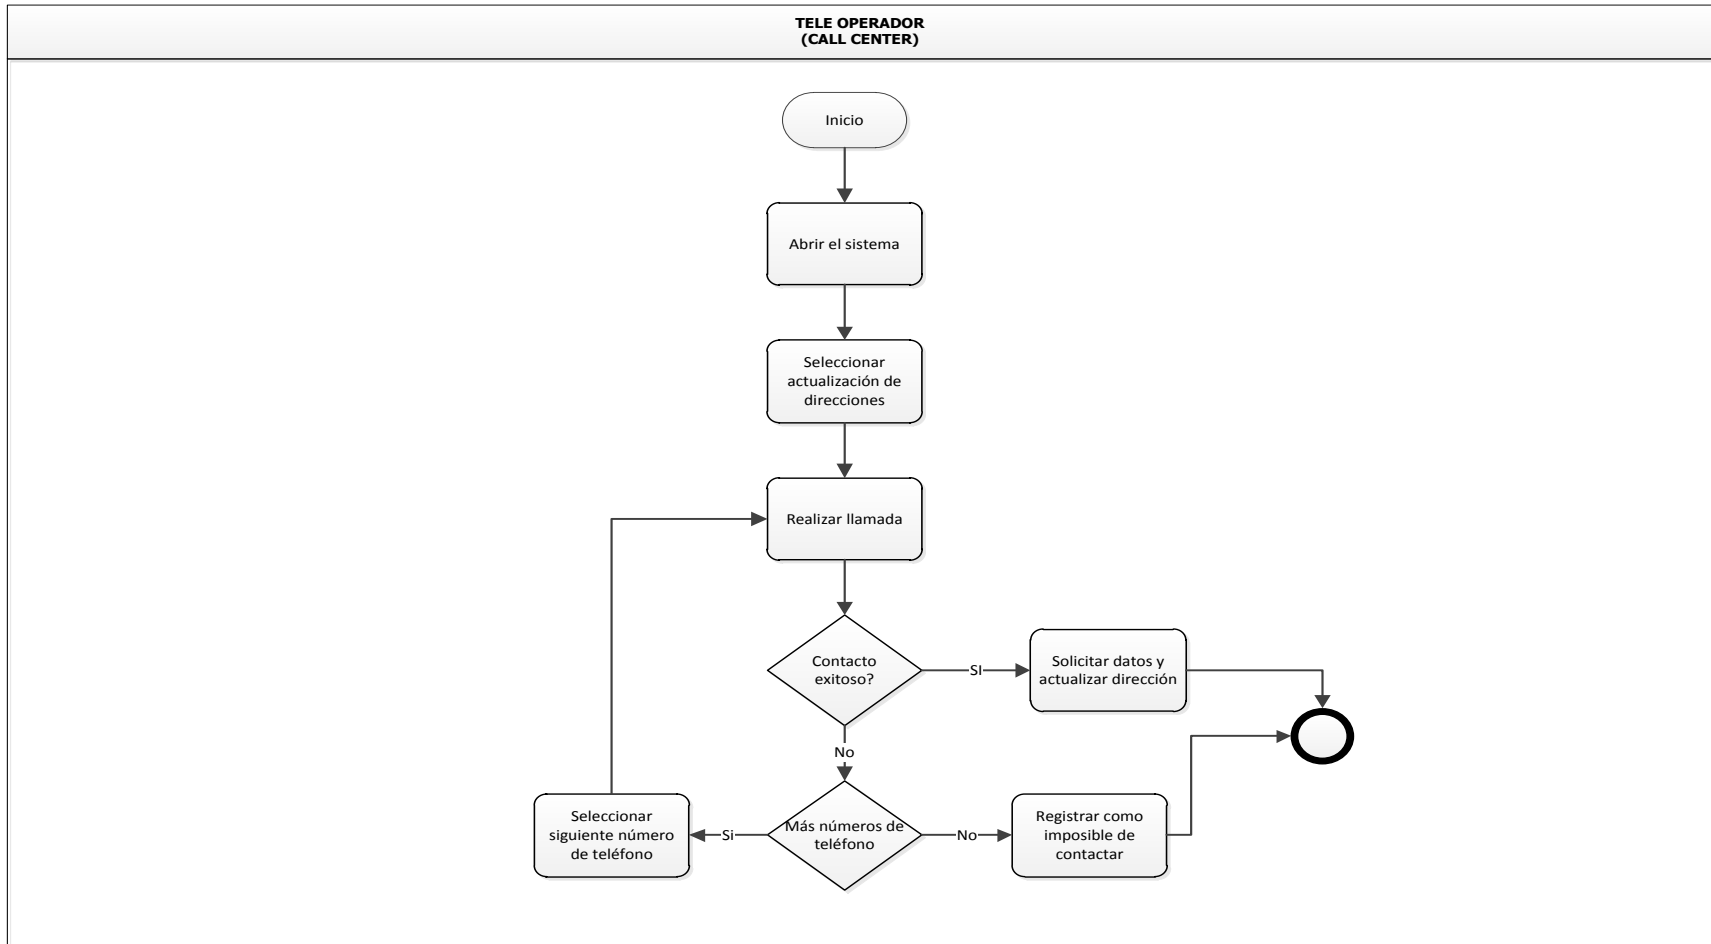 TELE OPERADOR
(CALL CENTER)
Inicio
Abrir el sistema
Seleccionar
actualización de
direcciones
Realizar llamada
Contacto
exitoso?
SI
Solicitar datos y
actualizar dirección
No
Seleccionar
siguiente número
de teléfono
Si
Más números de
teléfono
No
Registrar como
imposible de
contactar